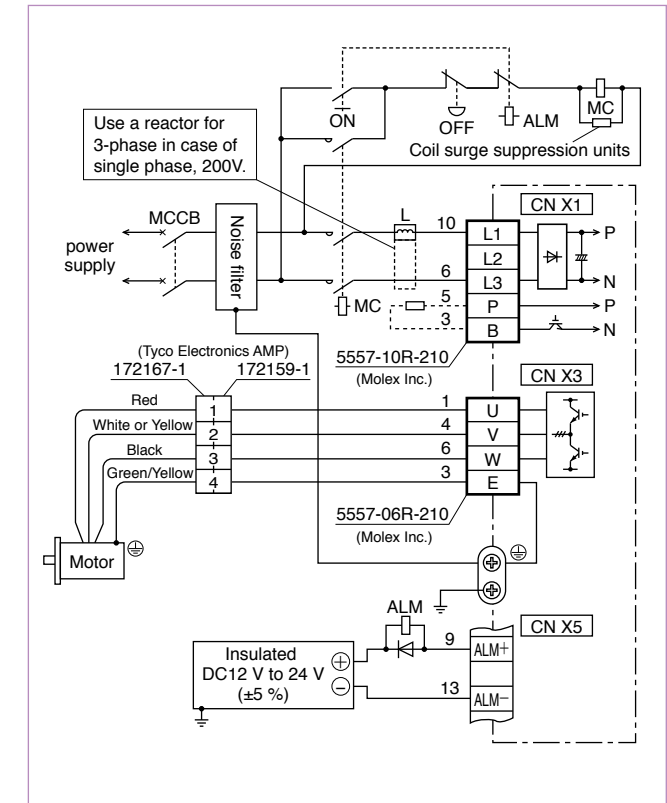 ON
OFF
ALM
MC
Coil surge suppression units
Use a reactor for
3-phase in case of
single phase, 200V.
MCCB
Noise filter
power
supply
L
10
L1
L2
6
L3
MC
5
P
3
B
CN X1
P
N
P
N
5557-10R-210
(Molex Inc.)
(Tyco Electronics AMP)
172167-1
172159-1
CN X3
Red
1
1
U
White or Yellow
2
4
V
Black
3
6
W
Green/Yellow
4
3
E
5557-06R-210
(Molex Inc.)
Motor
ALM
CN X5
Insulated
DC12 V to 24 V
(±5 %)
+
−
9
ALM+
13
ALM−